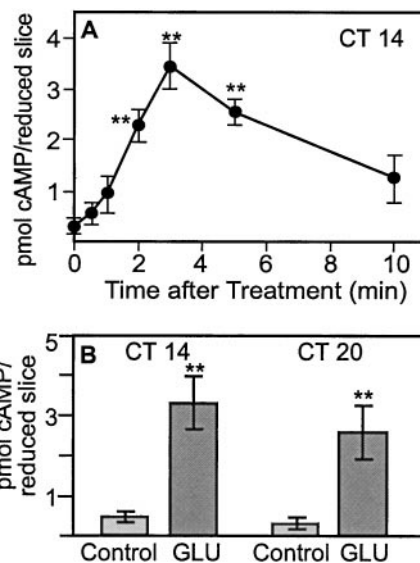 A
CT 14
pmol cAMP/reduced slice
4
3
2
1
**
**
**
0
2
4
6
8
10
Time after Treatment (min)
B
CT 14
CT 20
pmol cAMP/
reduced slice
5
3
1
**
**
Control
GLU
Control
GLU